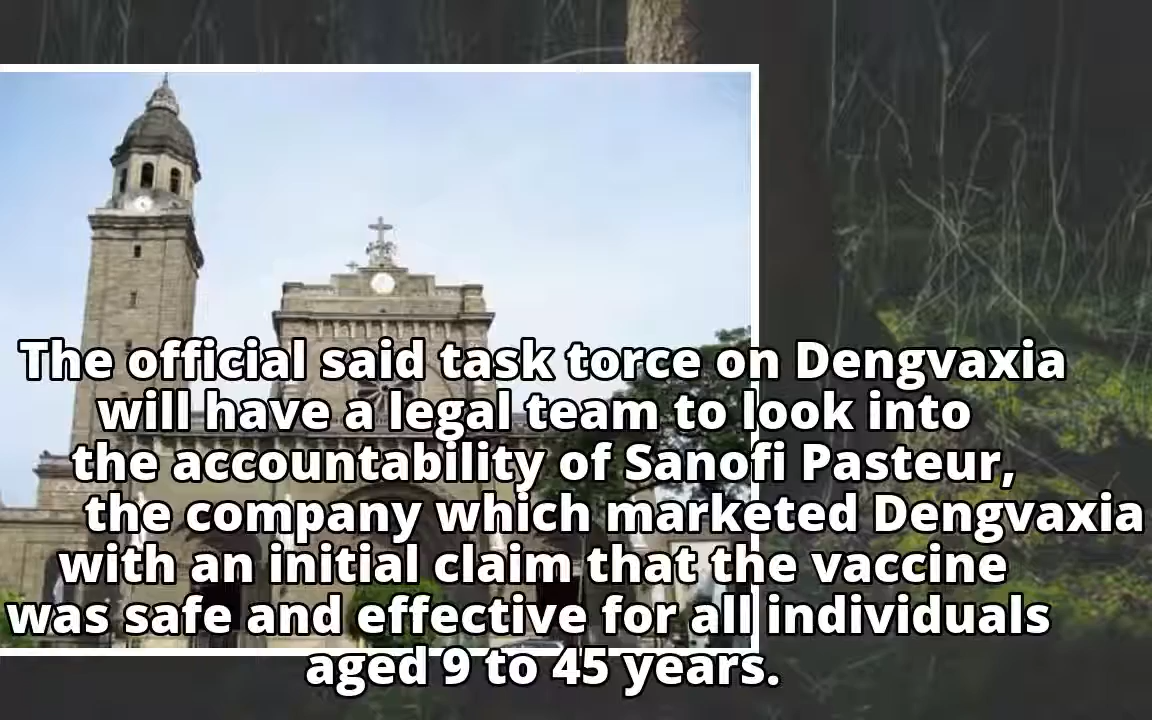 The official said task torce on Dengvaxia
will have a legal team to look into
the accountability of Sanofi Pasteur,
the company which marketed Dengvaxia
with an initial claim that the vaccine
was safe and effective for all individuals
aged 9 to 45 years.